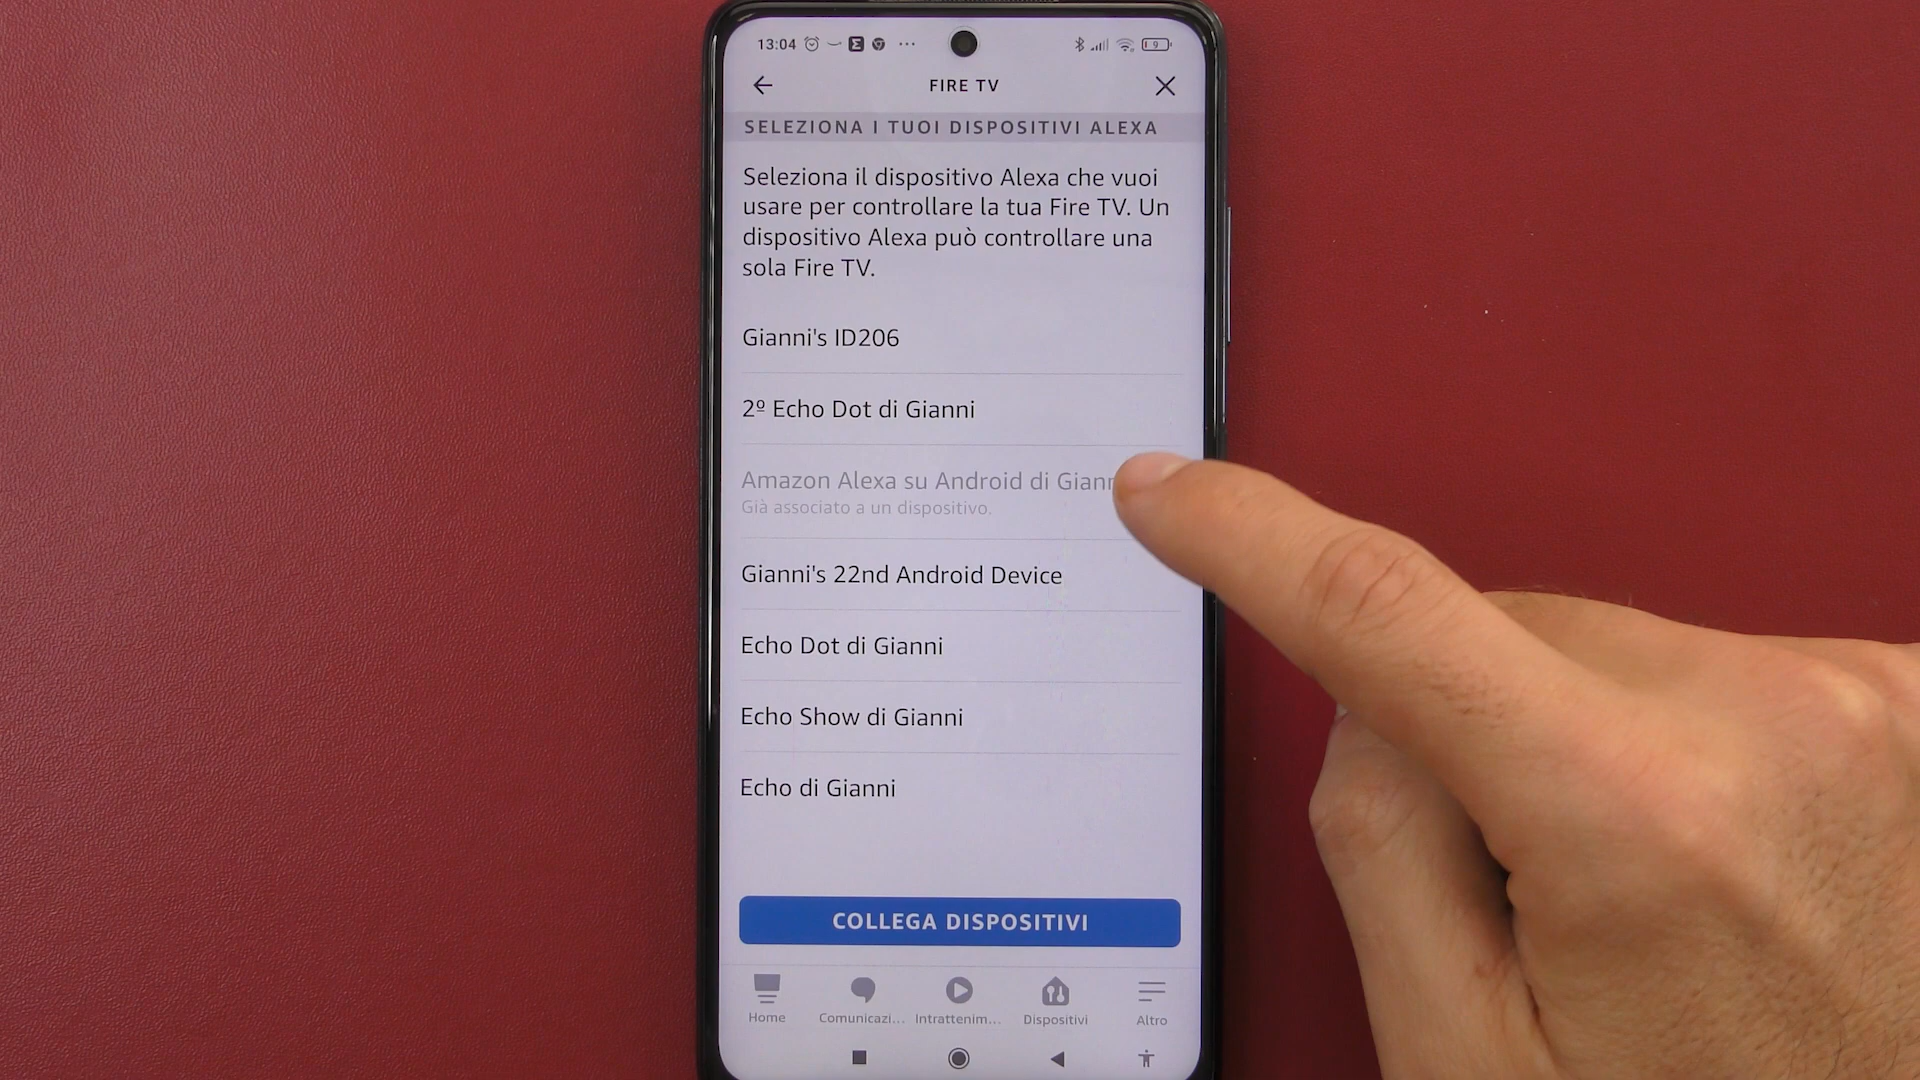 13:04
9
FIRE TV
SELEZIONA I TUOI DISPOSITIVI ALEXA
Seleziona il dispositivo Alexa che vuoi
usare per controllare la tua Fire TV. Un
dispositivo Alexa può controllare una
sola Fire TV.
Gianni's ID206
2º Echo Dot di Gianni
Amazon Alexa su Android di Giann
Già associato a un dispositivo.
Gianni's 22nd Android Device
Echo Dot di Gianni
Echo Show di Gianni
Echo di Gianni
COLLEGA DISPOSITIVI
Home
Comunicazi...
Intrattenim...
Dispositivi
Altro